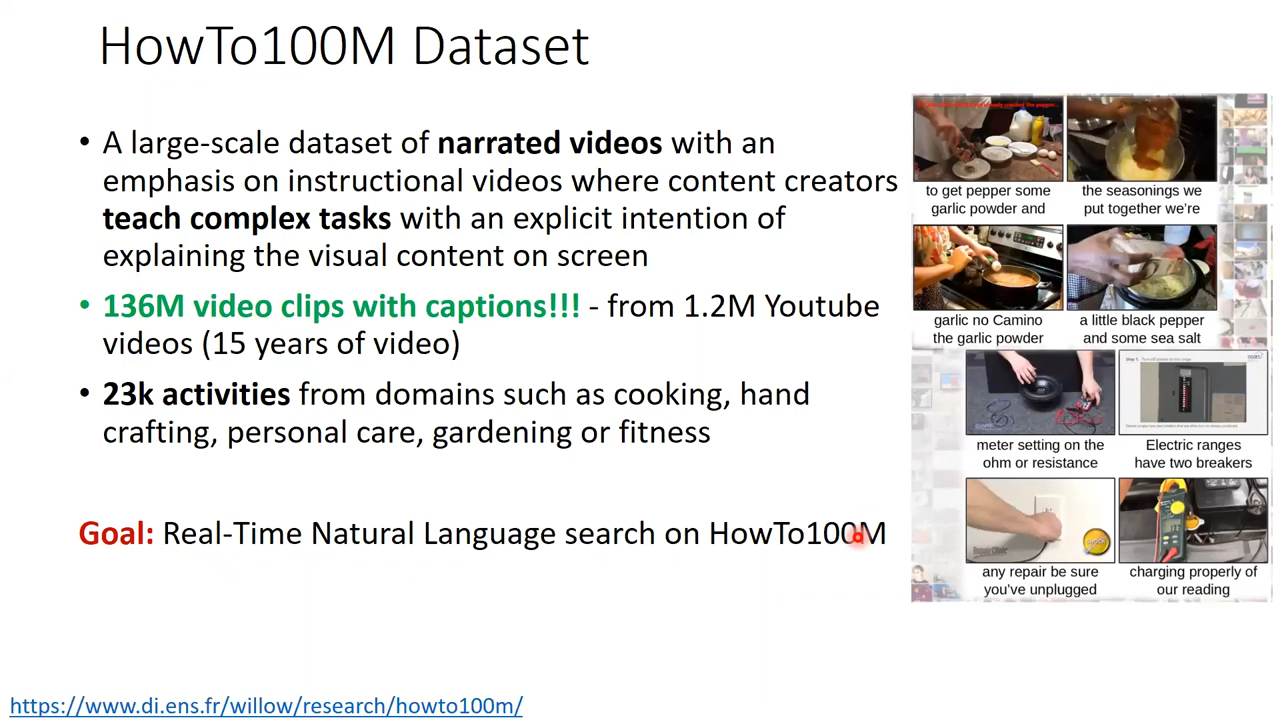 HowTo100M Dataset
• A large-scale dataset of narrated videos with an
emphasis on instructional videos where content creators
teach complex tasks with an explicit intention of
explaining the visual content on screen
• 136M video clips with captions!!! - from 1.2M Youtube
videos (15 years of video)
• 23k activities from domains such as cooking, hand
crafting, personal care, gardening or fitness
Goal: Real-Time Natural Language search on HowTo100M
to get pepper some
garlic powder and
the seasonings we
put together we're
garlic no Camino
the garlic powder
a little black pepper
and some sea salt
meter setting on the
ohm or resistance
Electric ranges
have two breakers
any repair be sure
you've unplugged
charging properly of
our reading
https://www.di.ens.fr/willow/research/howto100m/